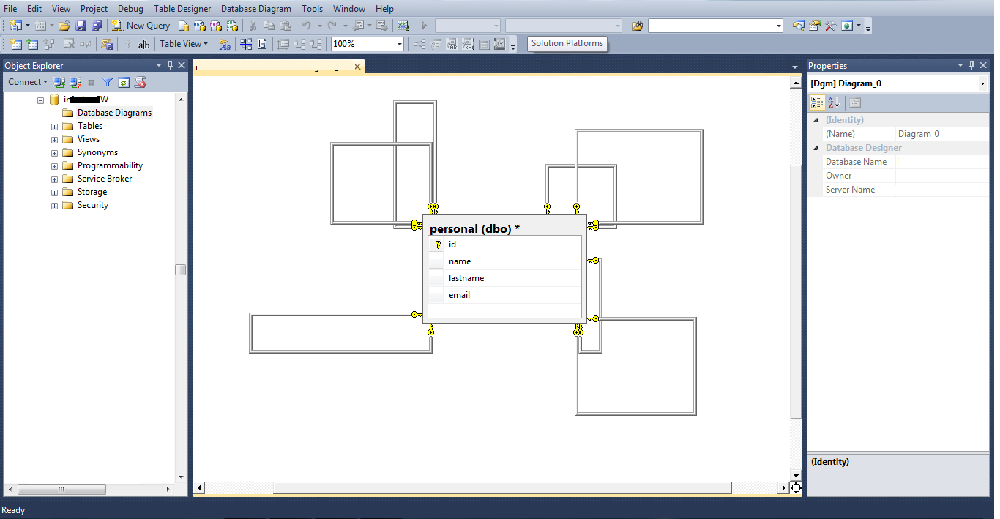 File Edit View Project Debug Table Designer Database Diagram Tools Window Help
New Query
Table View 100% Solution Platforms
Object Explorer
Connect
Database Diagrams
Tables
Views
Synonyms
Programmability
Service Broker
Storage
Security
personal (dbo) *
id
name
lastname
email
Properties
[Dgm] Diagram_0
(Identity)
(Name) Diagram_0
Database Designer
Database Name
Owner
Server Name
(Identity)
Ready